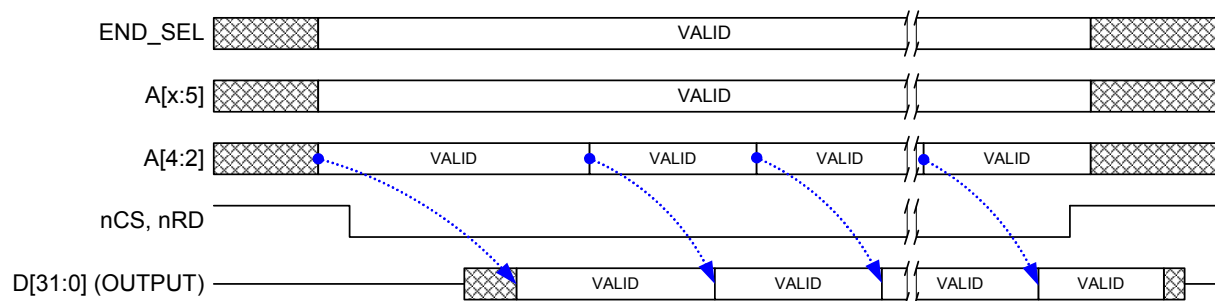 END_SEL VALID
A[x:5] VALID
A[4:2] VALID VALID VALID VALID
nCS, nRD
D[31:0] (OUTPUT) VALID VALID VALID VALID